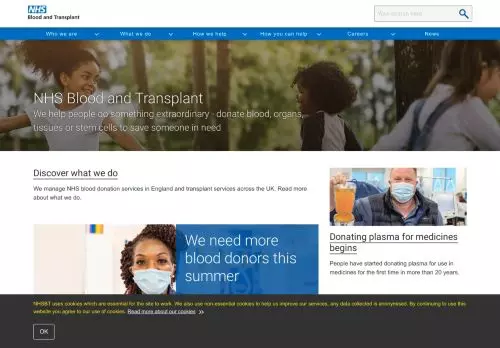 NHS
Blood and Transplant
Your search here
Who we are
What we do
How we help
How you can help
Careers
News
NHS Blood and Transplant
We help people do something extraordinary - donate blood, organs,
tissues or stem cells to save someone in need
Discover what we do
We manage NHS blood donation services in England and transplant services across the UK. Read more
about what we do.
We need more
blood donors this
summer
Donating plasma for medicines
begins
People have started donating plasma for use in
medicines for the first time in more than 20 years.
NHSBT uses cookies which are essential for the site to work. We also use non-essential cookies to help us improve our services, any data collected is anonymised. By continuing to use this
website you agree to our use of cookies. Read more about our cookies
OK